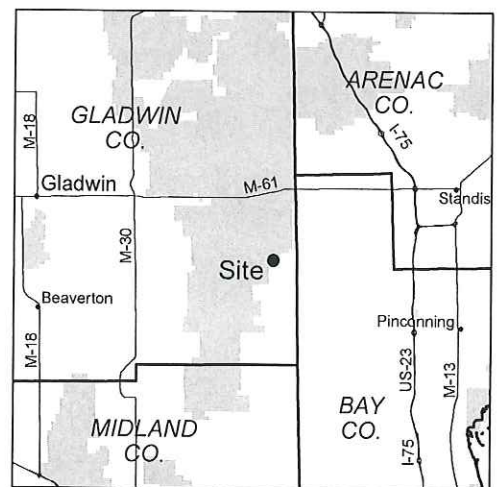 ARENAC
CO.
GLADWIN
CO.
M-18
I-75
M-61
Gladwin
Standis
M-30
Site
Beaverton
Pinconning
M-18
US-23
M-13
BAY
CO.
MIDLAND
CO.
I-75